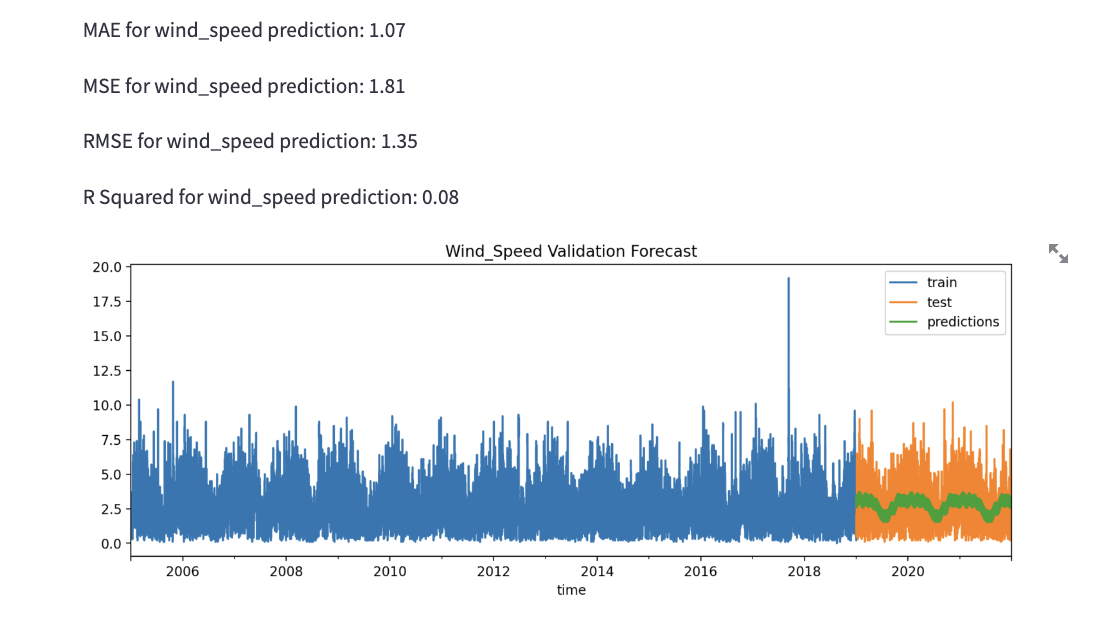 MAE for wind_speed prediction: 1.07
MSE for wind_speed prediction: 1.81
RMSE for wind_speed prediction: 1.35
R Squared for wind_speed prediction: 0.08
Wind_Speed Validation Forecast
train
test
predictions
20.0
17.5
15.0
12.5
10.0
7.5
5.0
2.5
0.0
2006 2008 2010 2012 2014 2016 2018 2020
time